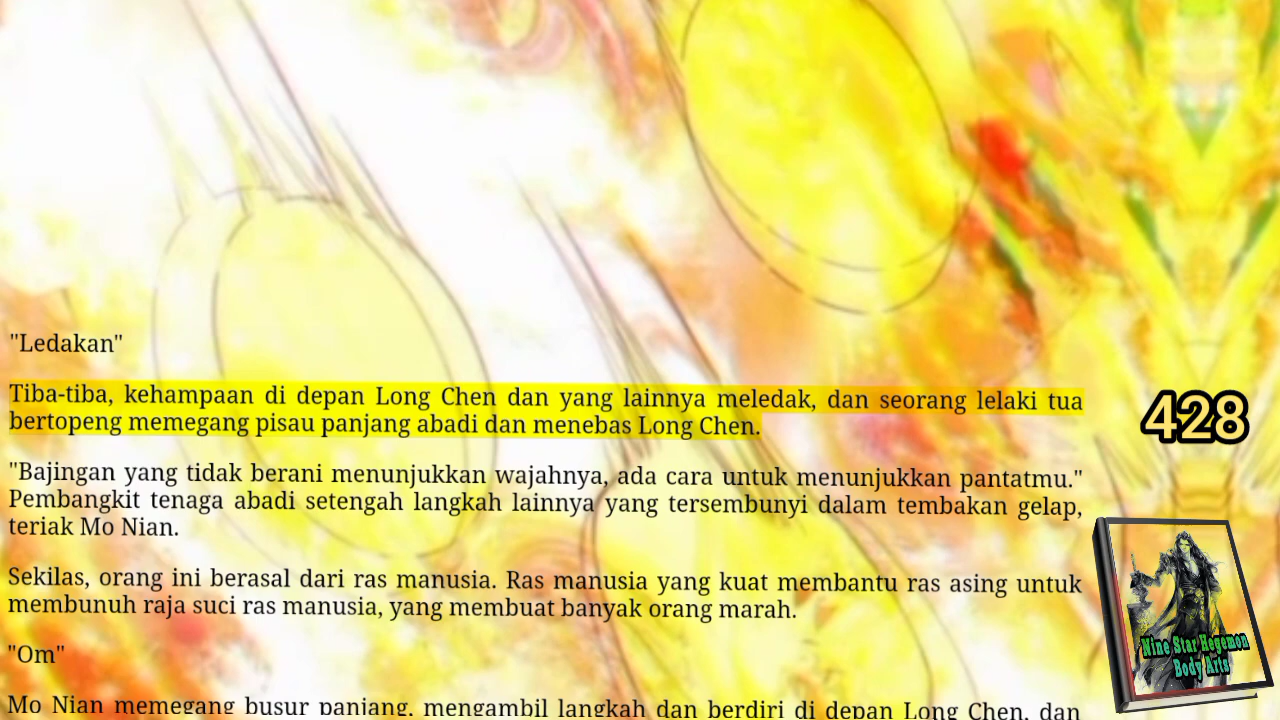 "Ledakan"
Tiba-tiba, kehampaan di depan Long Chen dan yang lainnya meledak, dan seorang lelaki tua
bertopeng memegang pisau panjang abadi dan menebas Long Chen.
"Bajingan yang tidak berani menunjukkan wajahnya, ada cara untuk menunjukkan pantatmu."
Pembangkit tenaga abadi setengah langkah lainnya yang tersembunyi dalam tembakan gelap,
teriak Mo Nian.
Sekilas, orang ini berasal dari ras manusia. Ras manusia yang kuat membantu ras asing untuk
membunuh raja suci ras manusia, yang membuat banyak orang marah.
"Om"
Mo Nian memegang busur panjang, mengambil langkah dan berdiri di depan Long Chen, dan
428
Nine Star Hegemon
Body Arts